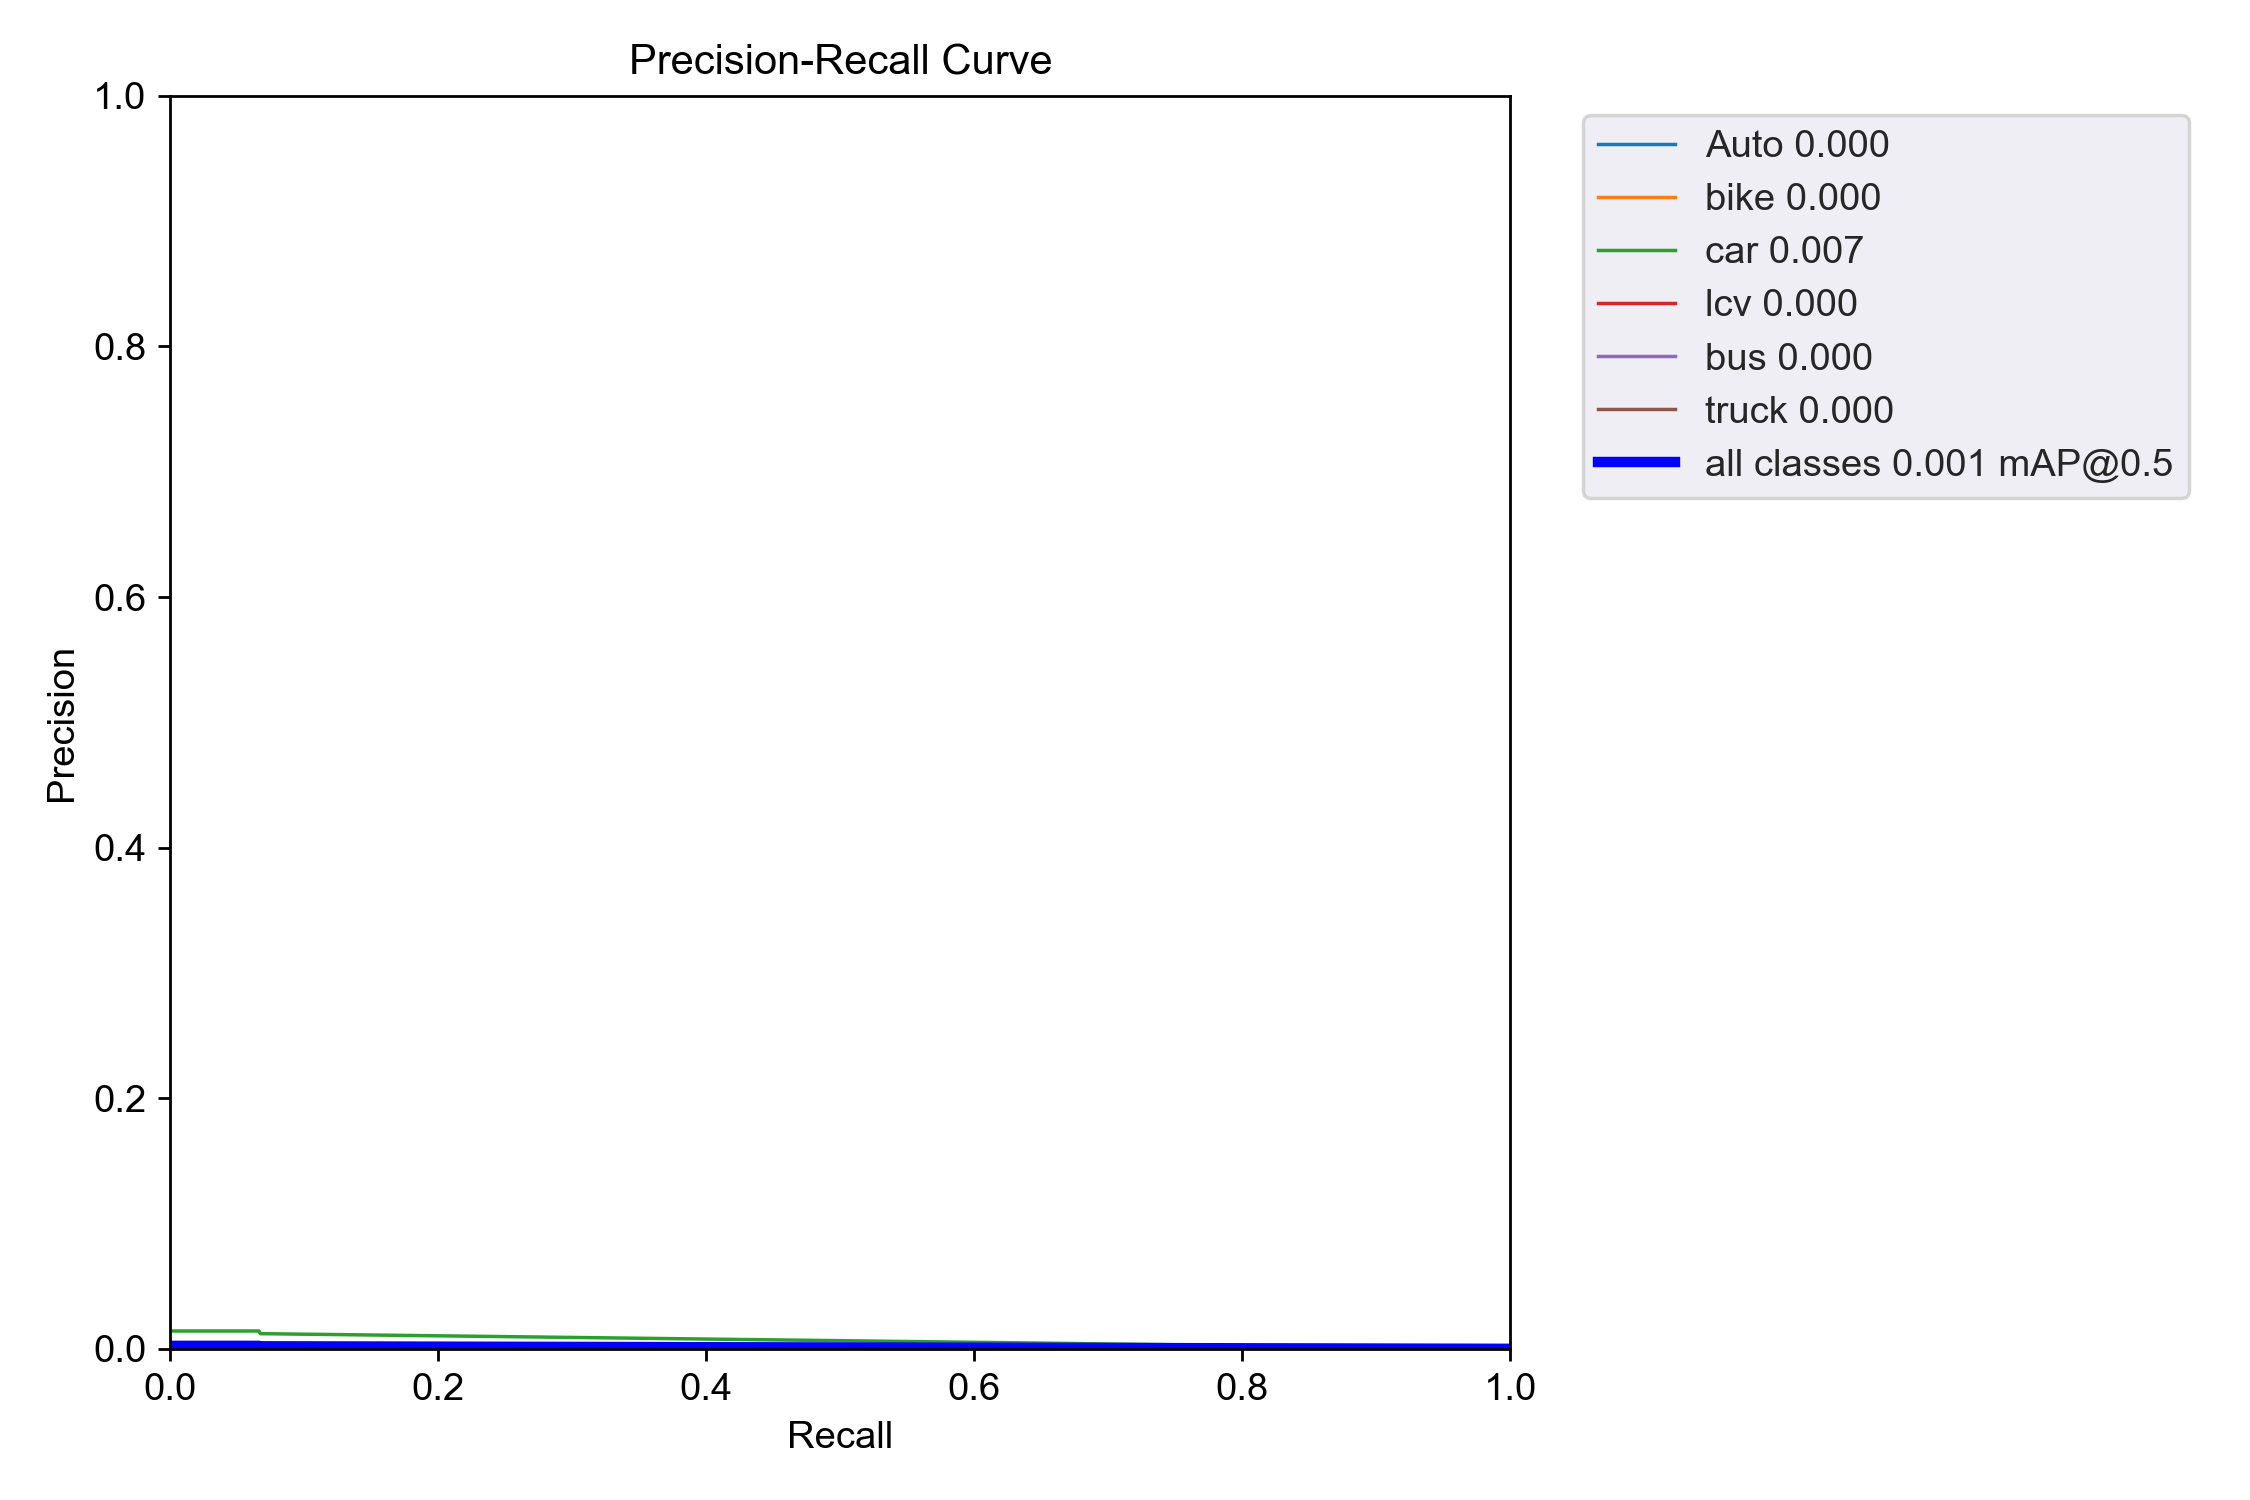 Precision-Recall Curve
1.0
0.8
0.6
0.4
0.2
0.0
Precision
0.0 0.2 0.4 0.6 0.8 1.0
Recall
Auto 0.000
bike 0.000
car 0.007
lcv 0.000
bus 0.000
truck 0.000
all classes 0.001 mAP@0.5